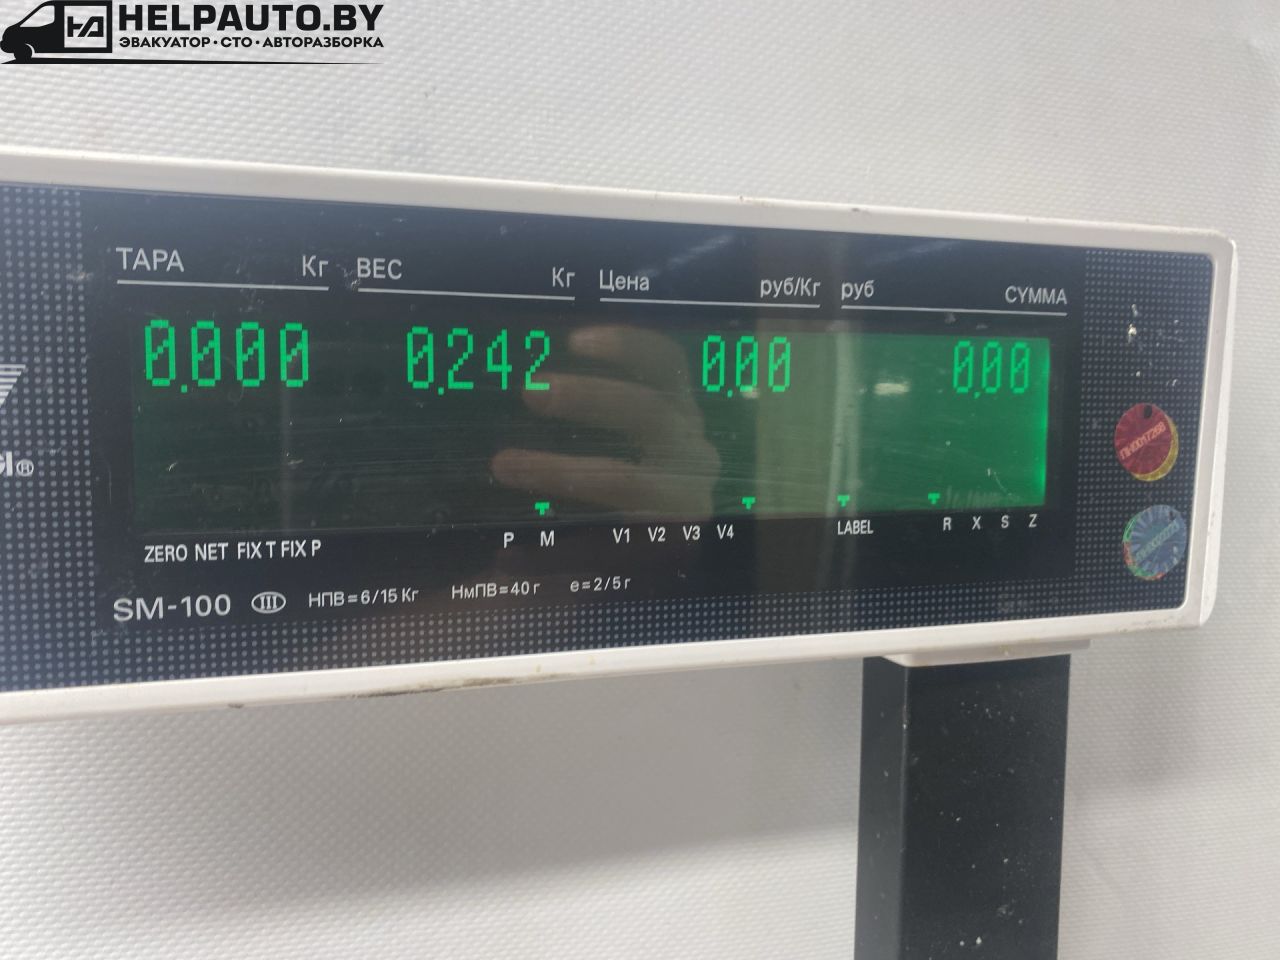 HELPAUTO.BY
ЭВАКУАТОР·СТО·АВТОРАЗБОРКА
ТАРА Кг ВЕС Кг Цена руб/Кг руб СУММА
0.000 0.242 0.00 0.00
ZERO NET FIX T FIX P P M V1 V2 V3 V4 LABEL R X S Z
SM-100 III НПВ=6/15 Кг НмПВ=40 г e=2/5 г